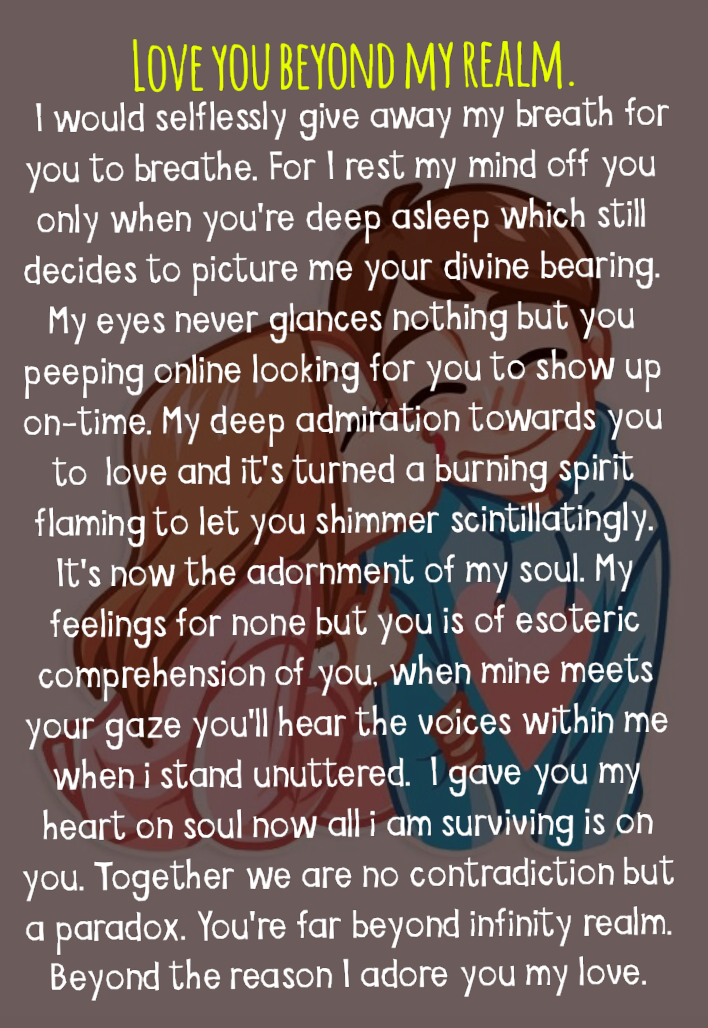 Love you beyond my realm.
I would selflessly give away my breath for
you to breathe. For I rest my mind off you
only when you're deep asleep which still
decides to picture me your divine bearing.
My eyes never glances nothing but you
peeping online looking for you to show up
on-time. My deep admiration towards you
to love and it's turned a burning spirit
flaming to let you shimmer scintillatingly.
It's now the adornment of my soul. My
feelings for none but you is of esoteric
comprehension of you, when mine meets
your gaze you'll hear the voices within me
when i stand unuttered. I gave you my
heart on soul now all i am surviving is on
you. Together we are no contradiction but
a paradox. You're far beyond infinity realm.
Beyond the reason I adore you my love.